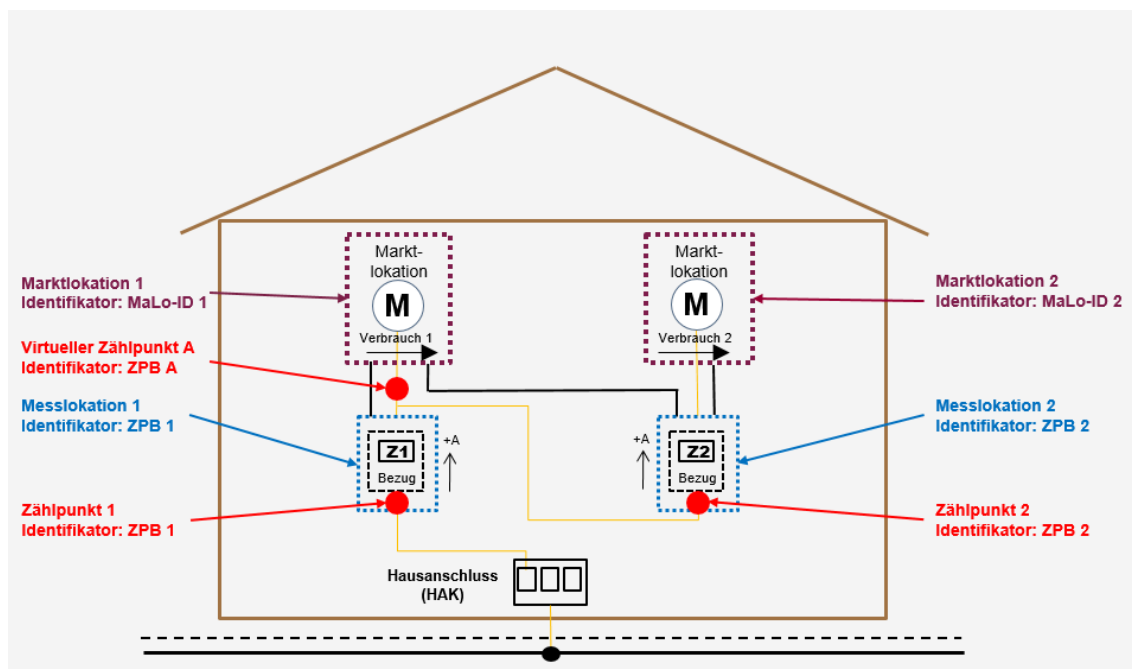 Markt-
lokation
M
Verbrauch 1
Markt-
lokation
M
Verbrauch 2
Marktlokation 1
Identifikator: MaLo-ID 1
Marktlokation 2
Identifikator: MaLo-ID 2
Virtueller Zählpunkt A
Identifikator: ZPB A
Messlokation 1
Identifikator: ZPB 1
Messlokation 2
Identifikator: ZPB 2
+A
Z1
Bezug
+A
Z2
Bezug
Zählpunkt 1
Identifikator: ZPB 1
Zählpunkt 2
Identifikator: ZPB 2
Hausanschluss
(HAK)